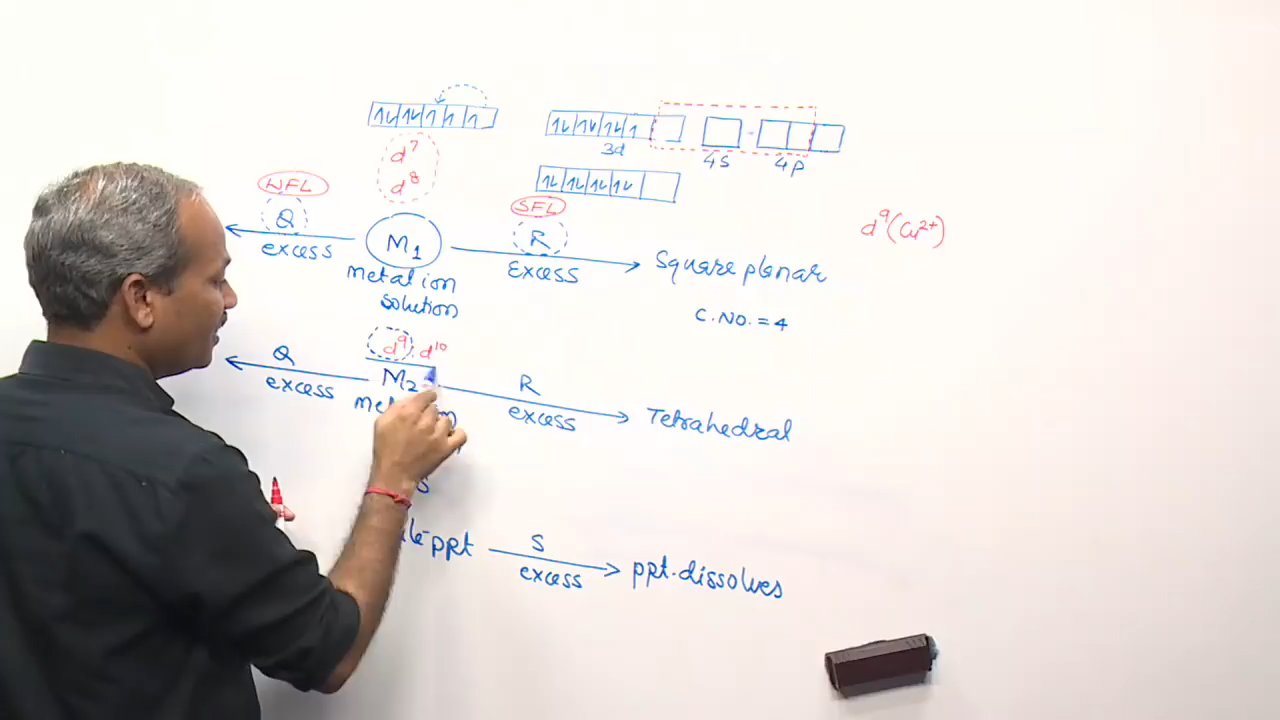 3d 4s 4p
d⁷
d⁸
WFL SFL
Q M₁ R
excess Excess
metal ion
solution
Square planar
C.NO. = 4
d⁹(Cu²⁺)
d⁹, d¹⁰
Q M₂ R
excess excess
Tetrahedral
ppt S ppt. dissolves
excess